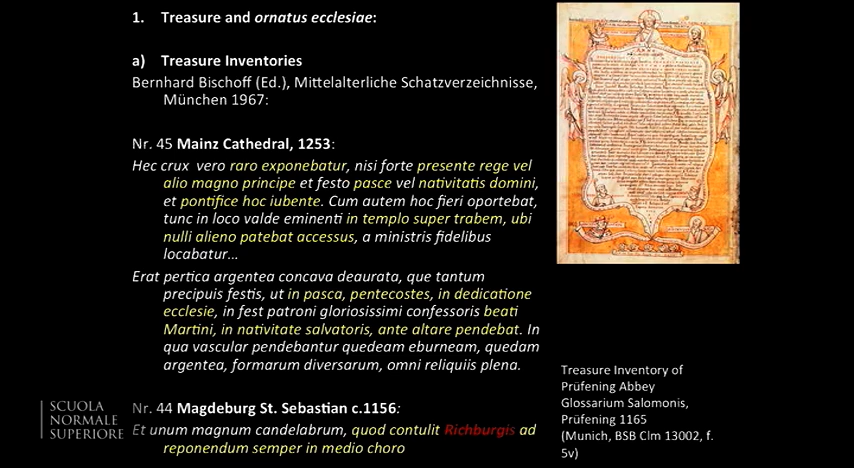 1. Treasure and ornatus ecclesiae:
a) Treasure Inventories
Bernhard Bischoff (Ed.), Mittelalterliche Schatzverzeichnisse,
München 1967:
Nr. 45 Mainz Cathedral, 1253:
Hec crux vero raro exponebatur, nisi forte presente rege vel
alio magno principe et festo pasce vel nativitatis domini,
et pontifice hoc iubente. Cum autem hoc fieri oportebat,
tunc in loco valde eminenti in templo super trabem, ubi
nulli alieno patebat accessus, a ministris fidelibus
locabatur...
Erat pertica argentea concava deaurata, que tantum
precipuis festis, ut in pasca, pentecostes, in dedicatione
ecclesie, in fest patroni gloriosissimi confessoris beati
Martini, in nativitate salvatoris, ante altare pendebat. In
qua vascular pendebantur quedeam eburneam, quedam
argentea, formarum diversarum, omni reliquiis plena.
Nr. 44 Magdeburg St. Sebastian c.1156:
Et unum magnum candelabrum, quod contulit Richburgis ad
reponendum semper in medio choro
Treasure Inventory of
Prüfening Abbey
Glossarium Salomonis,
Prüfening 1165
(Munich, BSB Clm 13002, f.
5v)
SCUOLA
NORMALE
SUPERIORE